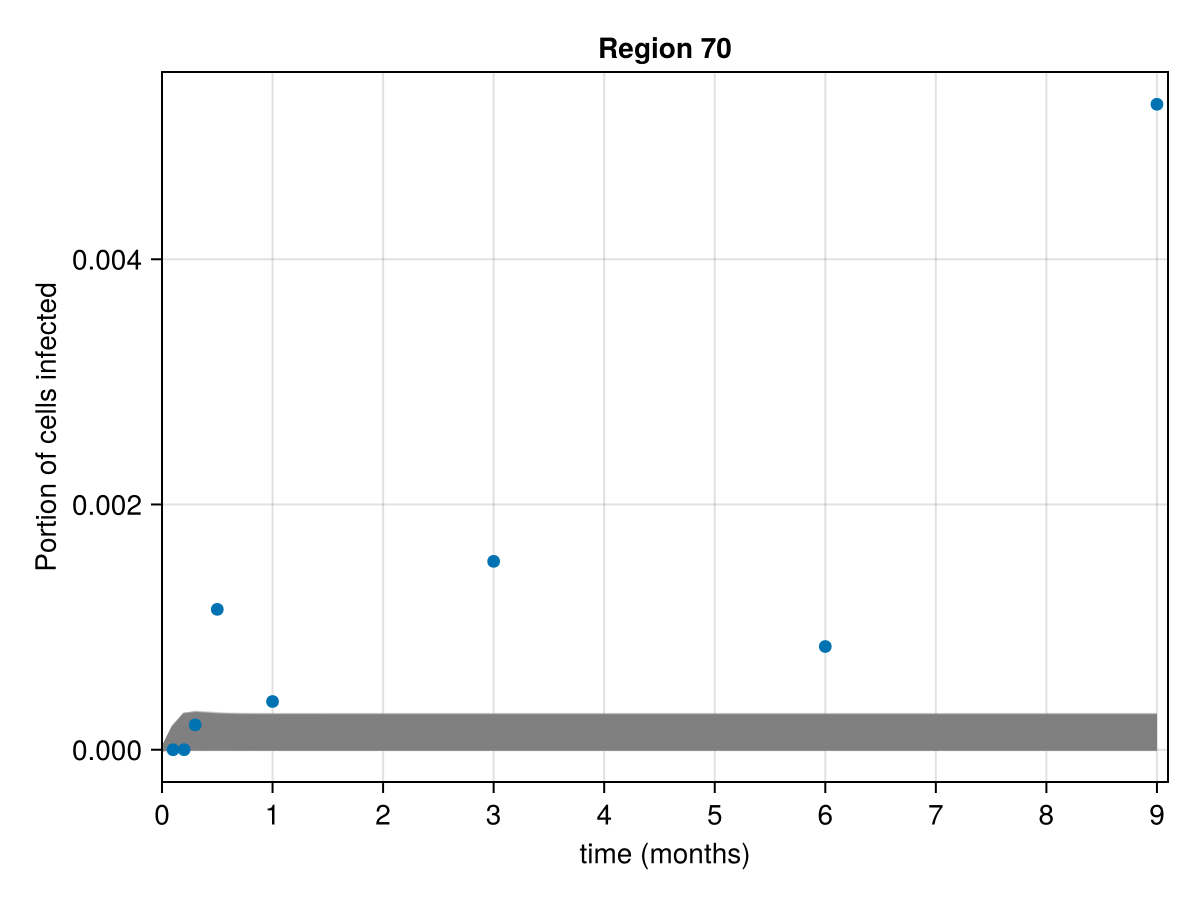 Region 70
Portion of cells infected
0.004
0.002
0.000
0 1 2 3 4 5 6 7 8 9
time (months)